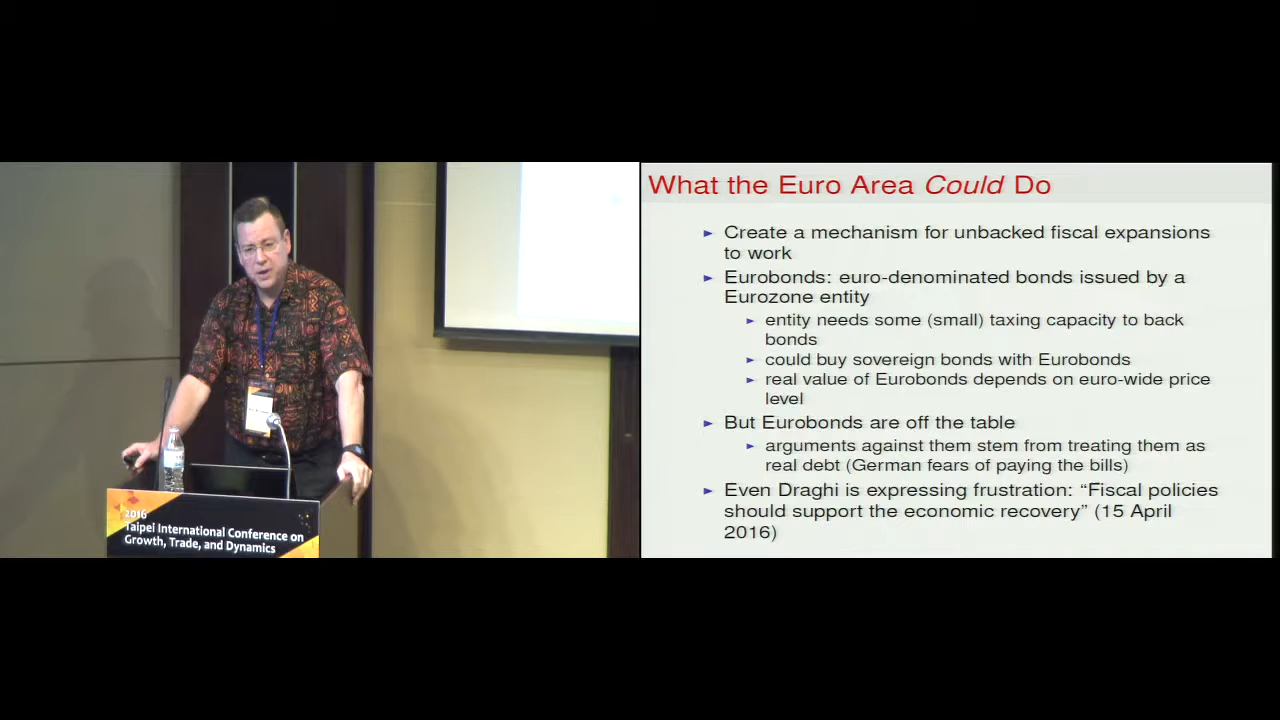 What the Euro Area Could Do
► Create a mechanism for unbacked fiscal expansions
to work
► Eurobonds: euro-denominated bonds issued by a
Eurozone entity
► entity needs some (small) taxing capacity to back
bonds
► could buy sovereign bonds with Eurobonds
► real value of Eurobonds depends on euro-wide price
level
► But Eurobonds are off the table
► arguments against them stem from treating them as
real debt (German fears of paying the bills)
► Even Draghi is expressing frustration: “Fiscal policies
should support the economic recovery” (15 April
2016)
2016
Taipei International Conference on
Growth, Trade, and Dynamics